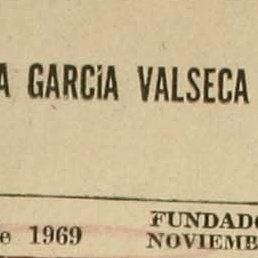 A GARCÍA VALSECA
e 1969
FUNDADO
NOVIEMB